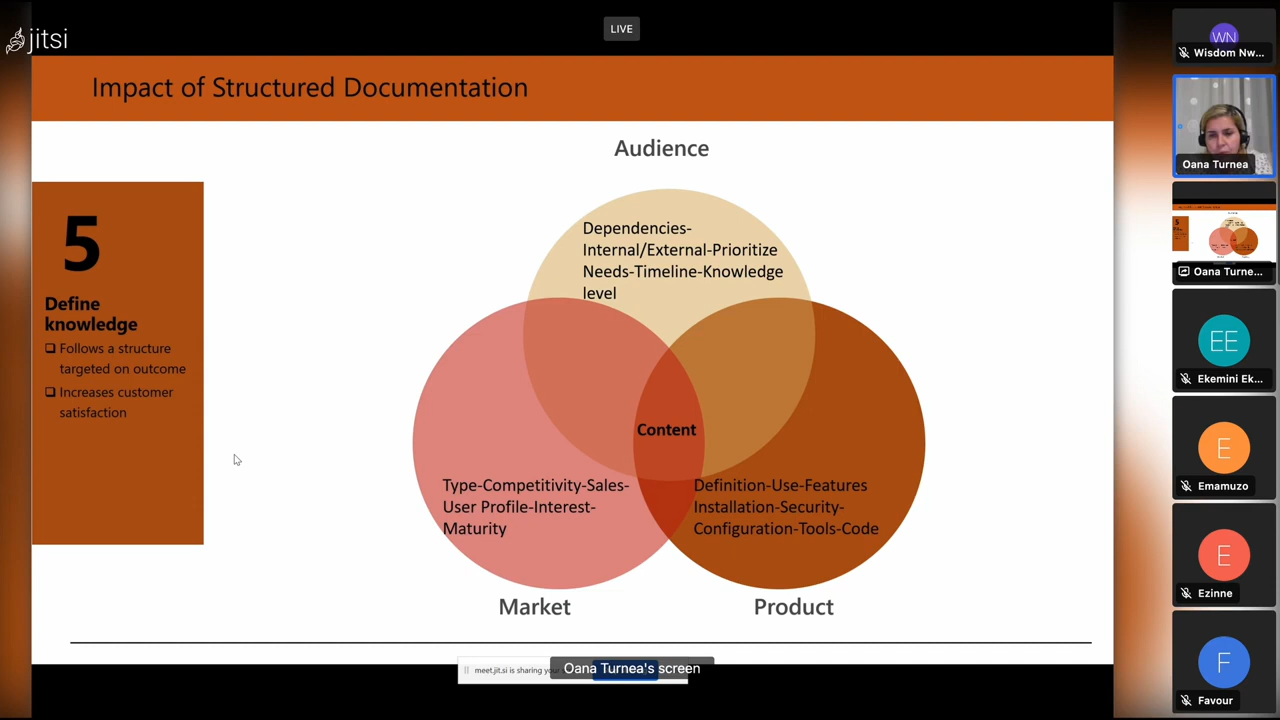 jitsi
LIVE
Impact of Structured Documentation
Audience
5
Define
knowledge
❑ Follows a structure
targeted on outcome
❑ Increases customer
satisfaction
Dependencies-
Internal/External-Prioritize
Needs-Timeline-Knowledge
level
Content
Type-Competitivity-Sales-
User Profile-Interest-
Maturity
Definition-Use-Features
Installation-Security-
Configuration-Tools-Code
Market
Product
meet.jit.si is sharing
Oana Turnea's screen
WN
Wisdom Nw...
Oana Turnea
Oana Turne...
EE
Ekemini Ek...
E
Emamuzo
E
Ezinne
F
Favour